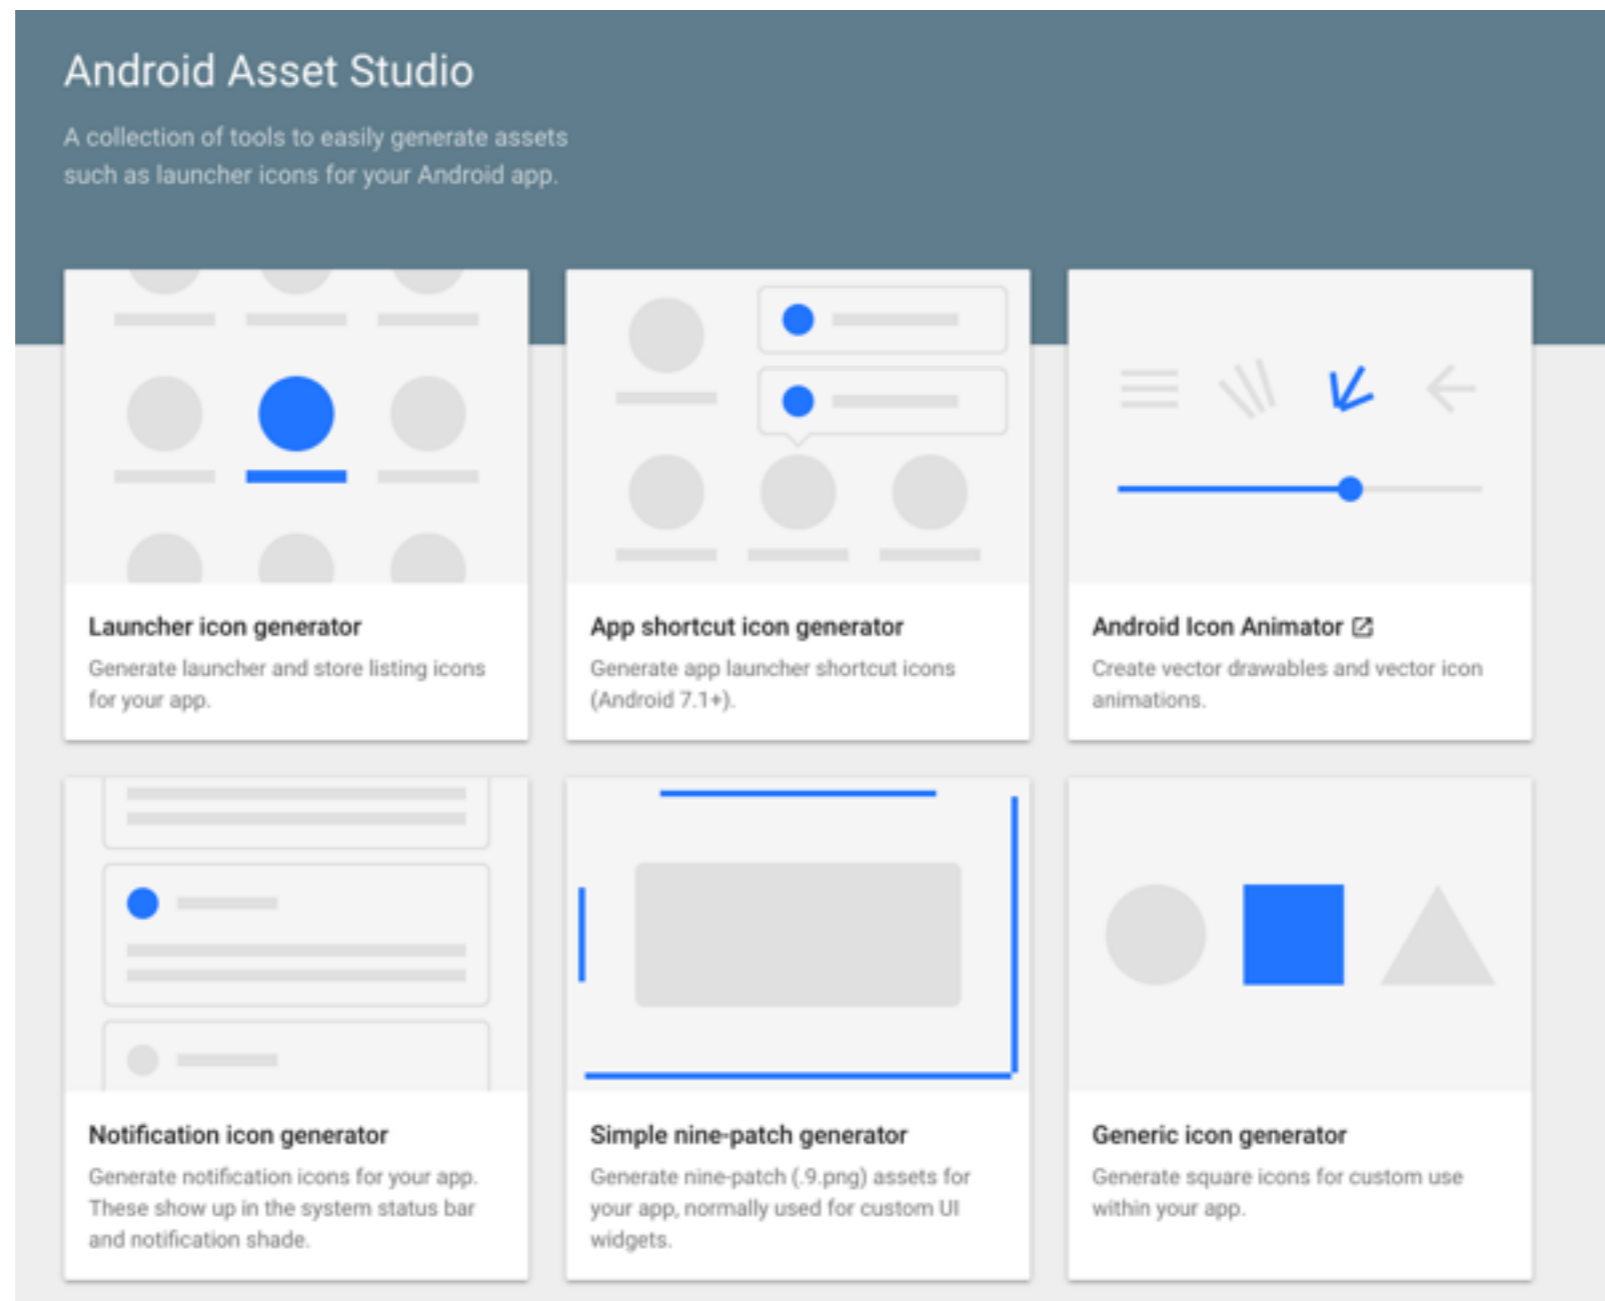 Android Asset Studio
A collection of tools to easily generate assets
such as launcher icons for your Android app.
Launcher icon generator
Generate launcher and store listing icons
for your app.
App shortcut icon generator
Generate app launcher shortcut icons
(Android 7.1+).
Android Icon Animator
Create vector drawables and vector icon
animations.
Notification icon generator
Generate notification icons for your app.
These show up in the system status bar
and notification shade.
Simple nine-patch generator
Generate nine-patch (.9.png) assets for
your app, normally used for custom UI
widgets.
Generic icon generator
Generate square icons for custom use
within your app.